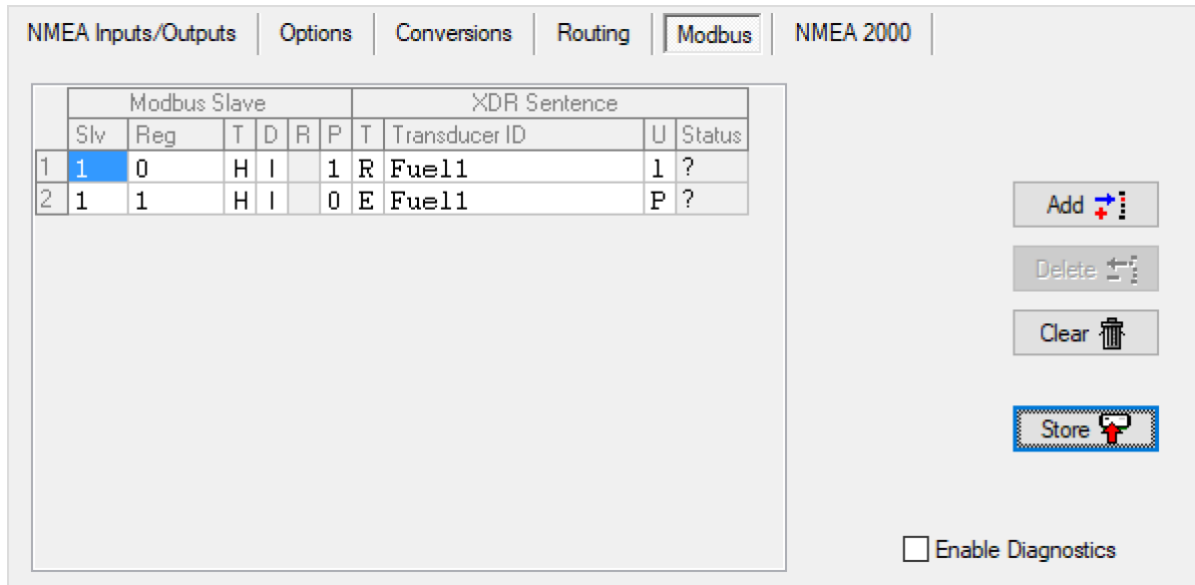 NMEA Inputs/Outputs Options Conversions Routing Modbus NMEA 2000
Modbus Slave XDR Sentence
Slv Reg T D R P T Transducer ID U Status
1 1 0 H I 1 R Fuel1 l ?
2 1 1 H I 0 E Fuel1 P ?
Add
Delete
Clear
Store
Enable Diagnostics